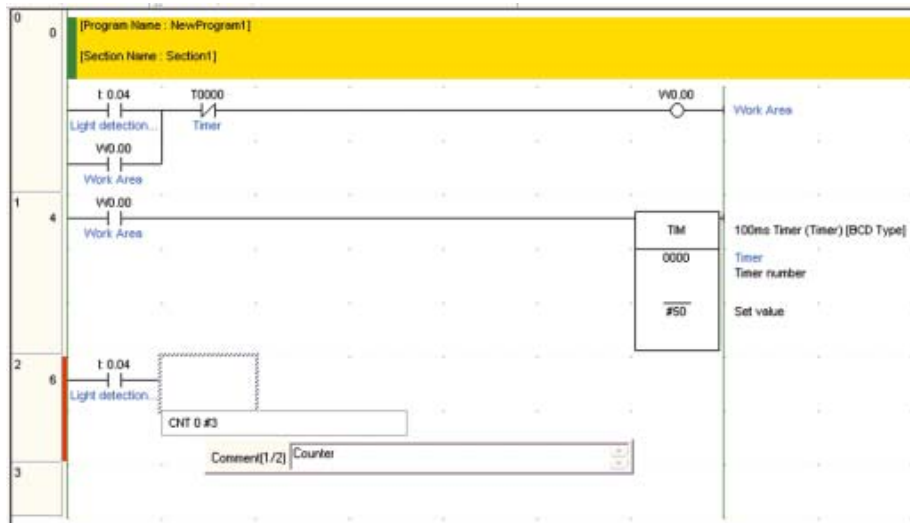 0
0
[Program Name : NewProgram1]
[Section Name : Section1]
I: 0.04 T0000 W0.00
Light detection... Timer Work Area
W0.00
Work Area
1
4
W0.00
Work Area
TIM 100ms Timer (Timer) [BCD Type]
0000 Timer
Timer number
#50 Set value
2
6
I: 0.04
Light detection...
CNT 0 #3
Comment(1/2) Counter
3